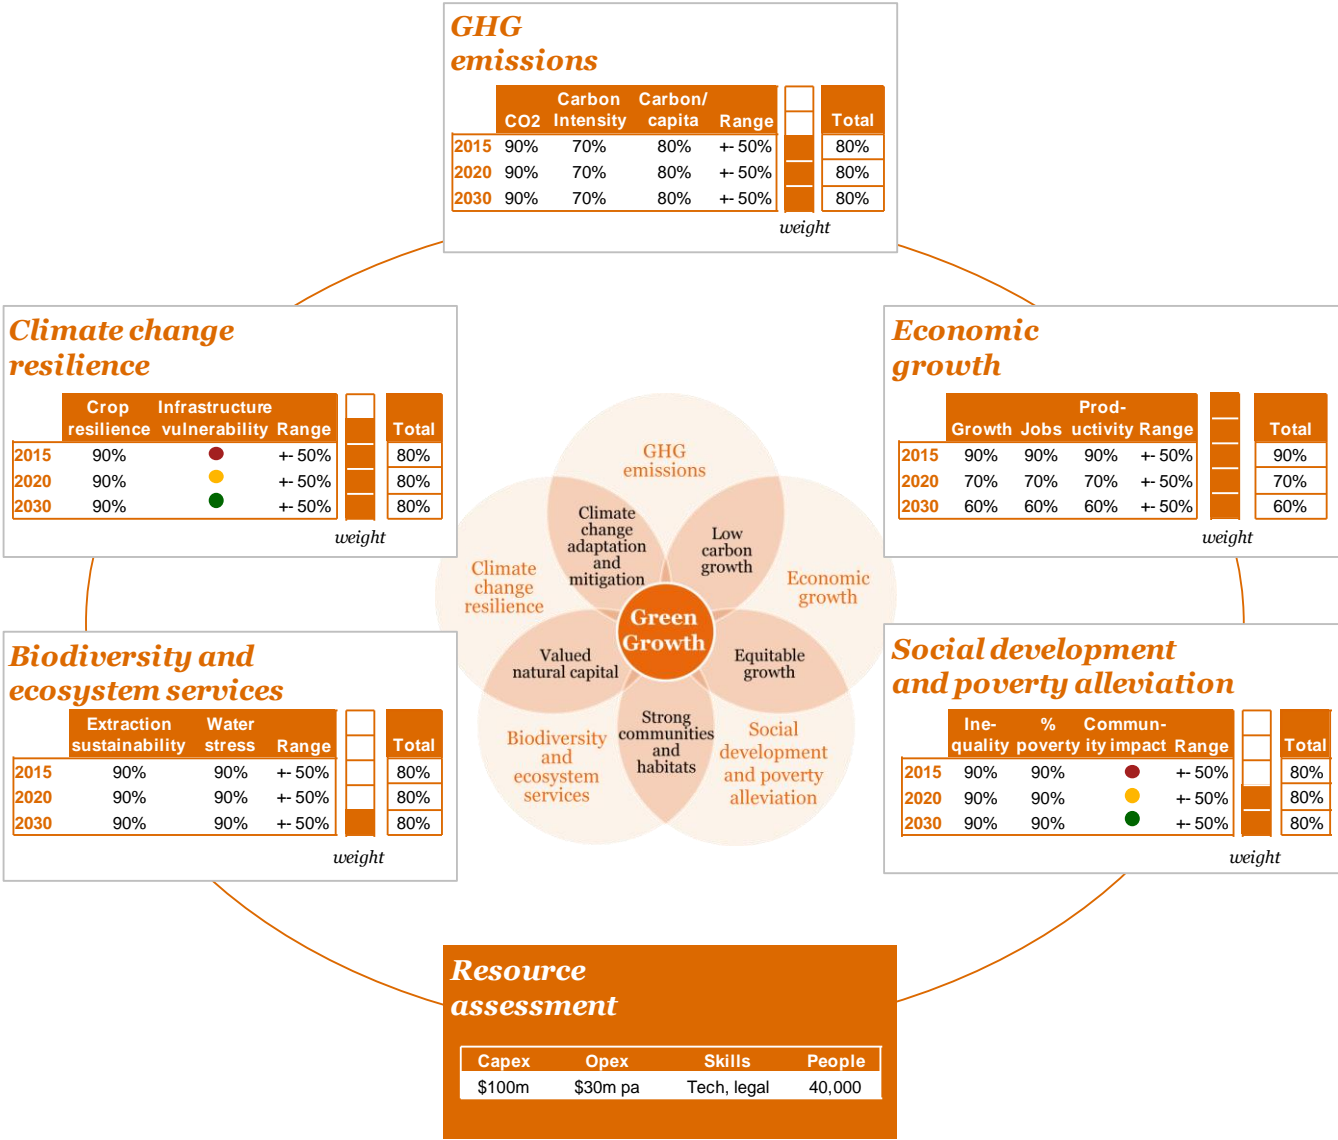 GHG
emissions
Carbon Carbon/
CO2 Intensity capita Range Total
2015 90% 70% 80% +- 50% 80%
2020 90% 70% 80% +- 50% 80%
2030 90% 70% 80% +- 50% 80%
weight
Climate change
resilience
Crop Infrastructure
resilience vulnerability Range Total
2015 90% +- 50% 80%
2020 90% +- 50% 80%
2030 90% +- 50% 80%
weight
Economic
growth
Prod-
Growth Jobs uctivity Range Total
2015 90% 90% 90% +- 50% 90%
2020 70% 70% 70% +- 50% 70%
2030 60% 60% 60% +- 50% 60%
weight
GHG
emissions
Climate
change
adaptation
and
mitigation
Low
carbon
growth
Climate
change
resilience
Economic
growth
Green
Growth
Valued
natural capital
Equitable
growth
Strong
communities
and
habitats
Biodiversity
and
ecosystem
services
Social
development
and poverty
alleviation
Biodiversity and
ecosystem services
Extraction Water
sustainability stress Range Total
2015 90% 90% +- 50% 80%
2020 90% 90% +- 50% 80%
2030 90% 90% +- 50% 80%
weight
Social development
and poverty alleviation
Ine- % Commun-
quality poverty ity impact Range Total
2015 90% 90% +- 50% 80%
2020 90% 90% +- 50% 80%
2030 90% 90% +- 50% 80%
weight
Resource
assessment
Capex Opex Skills People
$100m $30m pa Tech, legal 40,000